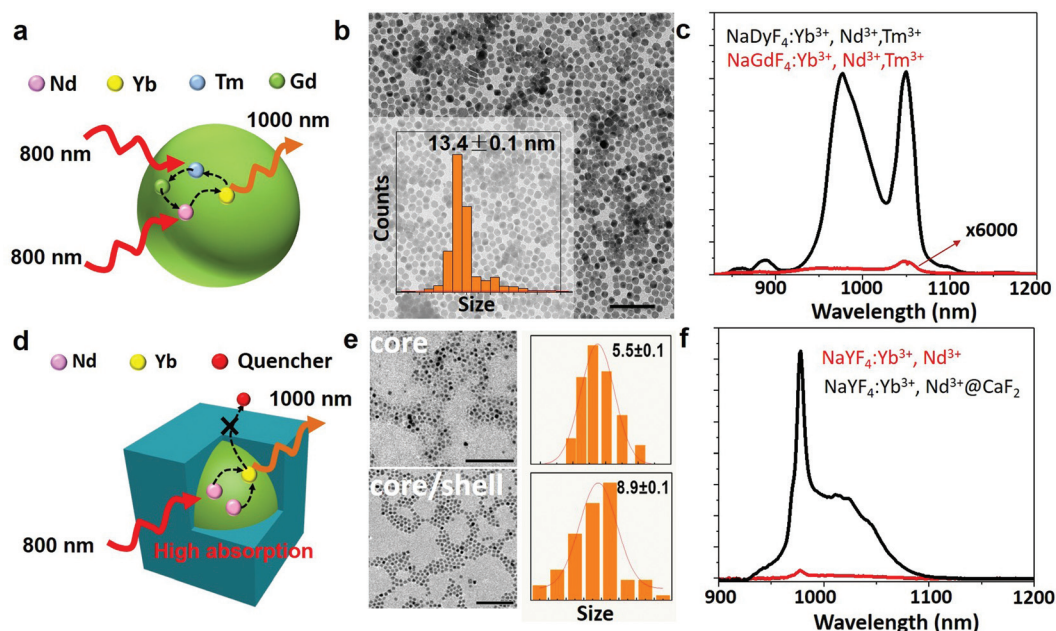 a
Nd Yb Tm Gd
1000 nm
800 nm
800 nm
b
13.4±0.1 nm
Counts
Size
c
NaDyF₄:Yb³⁺, Nd³⁺,Tm³⁺
NaGdF₄:Yb³⁺, Nd³⁺,Tm³⁺
x6000
900 1000 1100 1200
Wavelength (nm)
d
Nd Yb Quencher
1000 nm
800 nm
High absorption
e
core
5.5±0.1
core/shell
8.9±0.1
Size
f
NaYF₄:Yb³⁺, Nd³⁺
NaYF₄:Yb³⁺, Nd³⁺@CaF₂
900 1000 1100 1200
Wavelength (nm)